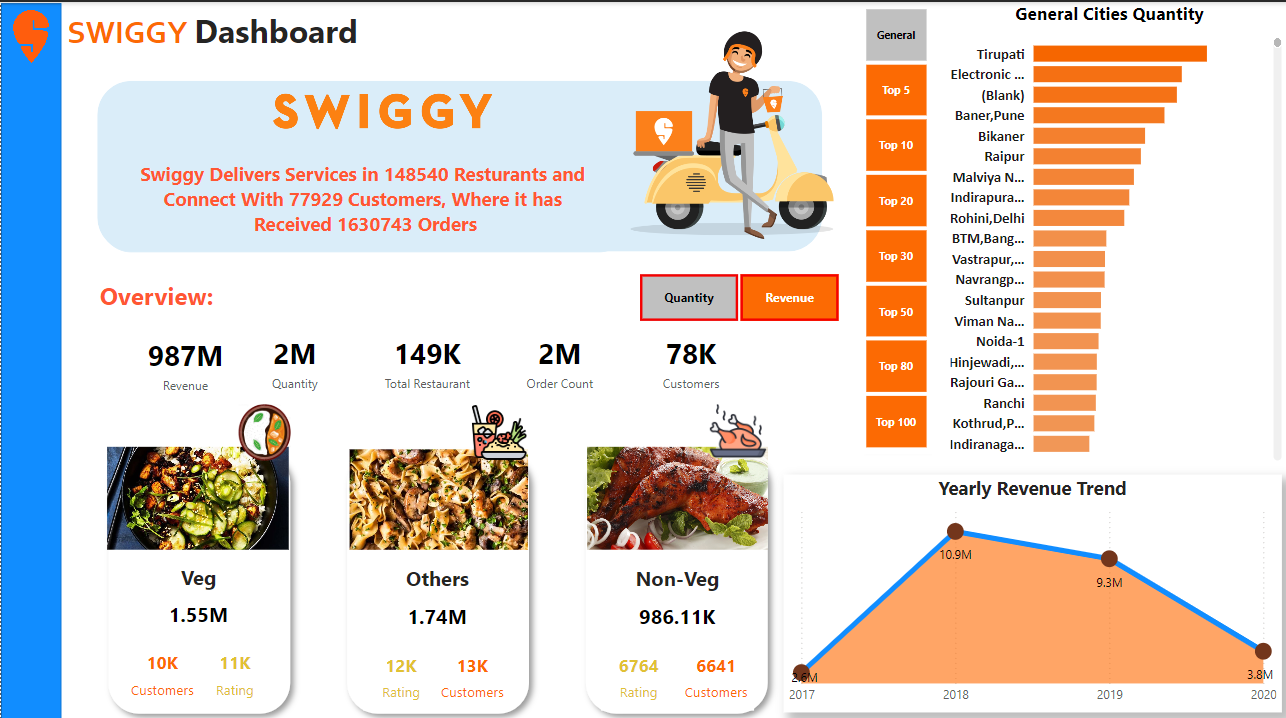 SWIGGY Dashboard
SWIGGY
Swiggy Delivers Services in 148540 Resturants and
Connect With 77929 Customers, Where it has
Received 1630743 Orders
Overview:
Quantity
Revenue
987M
Revenue
2M
Quantity
149K
Total Restaurant
2M
Order Count
78K
Customers
Veg
1.55M
10K
Customers
11K
Rating
Others
1.74M
12K
Rating
13K
Customers
Non-Veg
986.11K
6764
Rating
6641
Customers
General
Top 5
Top 10
Top 20
Top 30
Top 50
Top 80
Top 100
General Cities Quantity
Tirupati
Electronic ...
(Blank)
Baner,Pune
Bikaner
Raipur
Malviya N...
Indirapura...
Rohini,Delhi
BTM,Bang...
Vastrapur,...
Navrangp...
Sultanpur
Viman Na...
Noida-1
Hinjewadi,...
Rajouri Ga...
Ranchi
Kothrud,P...
Indiranaga...
Yearly Revenue Trend
2.6M
10.9M
9.3M
3.8M
2017
2018
2019
2020